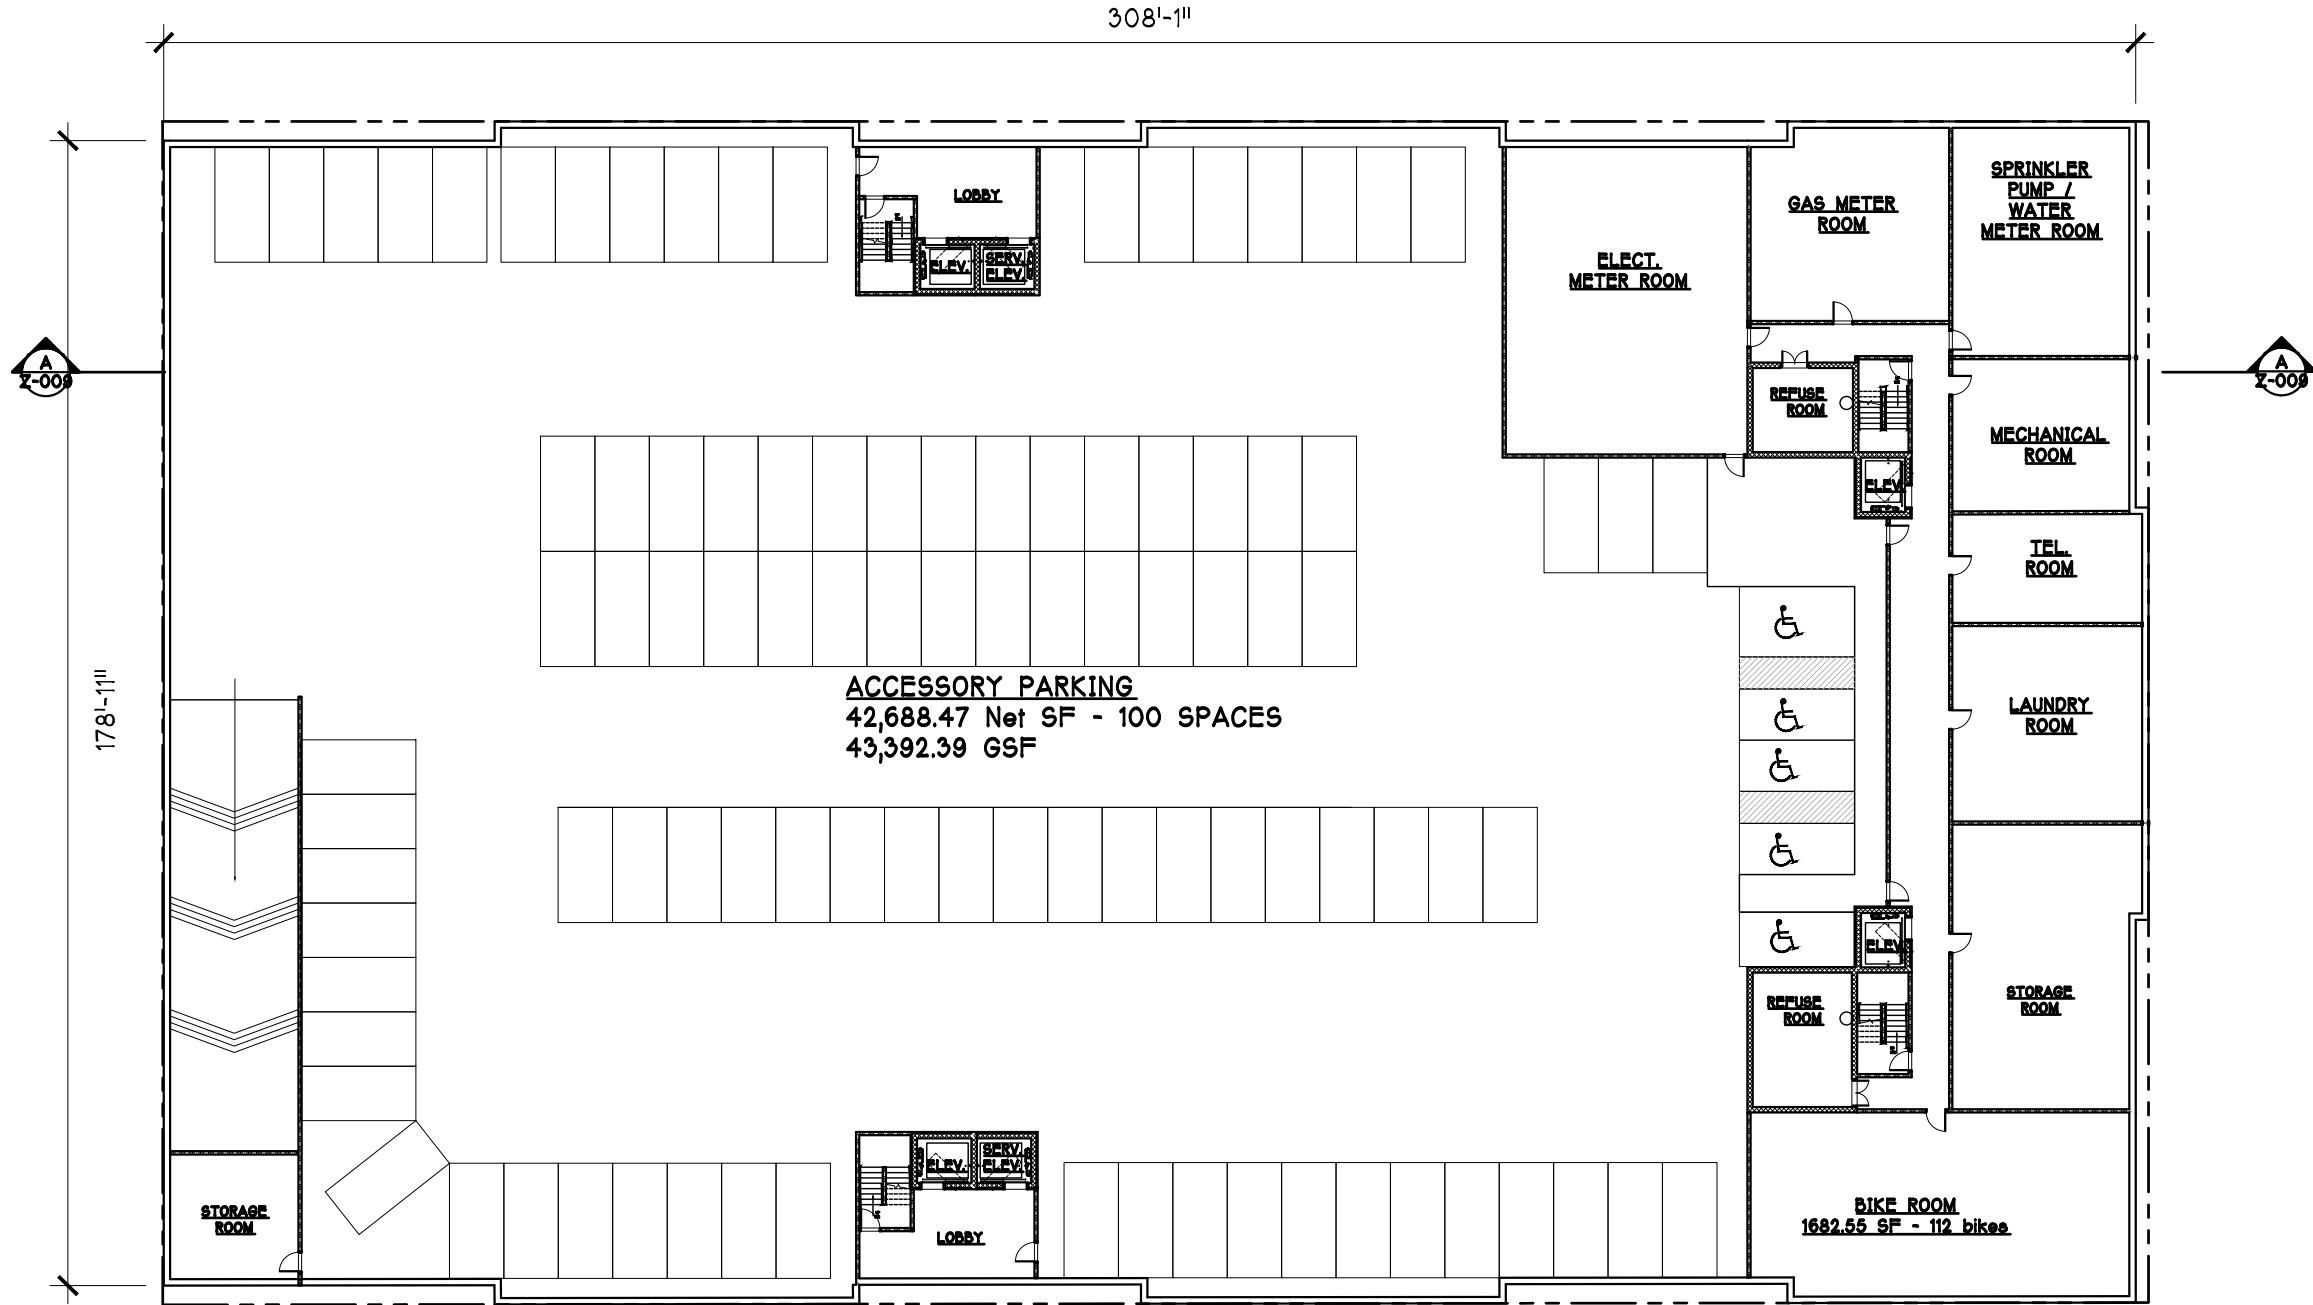 308'-1"
LOBBY
ELEV.
SERV.
ELEV.
ELECT.
METER ROOM
GAS METER
ROOM
SPRINKLER
PUMP /
WATER
METER ROOM
A
Z-009
A
Z-009
REFUSE
ROOM
MECHANICAL
ROOM
ELEV.
TEL.
ROOM
178'-11"
ACCESSORY PARKING
42,688.47 Net SF - 100 SPACES
43,392.39 GSF
LAUNDRY
ROOM
ELEV.
REFUSE
ROOM
STORAGE
ROOM
ELEV.
SERV.
ELEV.
STORAGE
ROOM
LOBBY
BIKE ROOM
1682.55 SF - 112 bikes